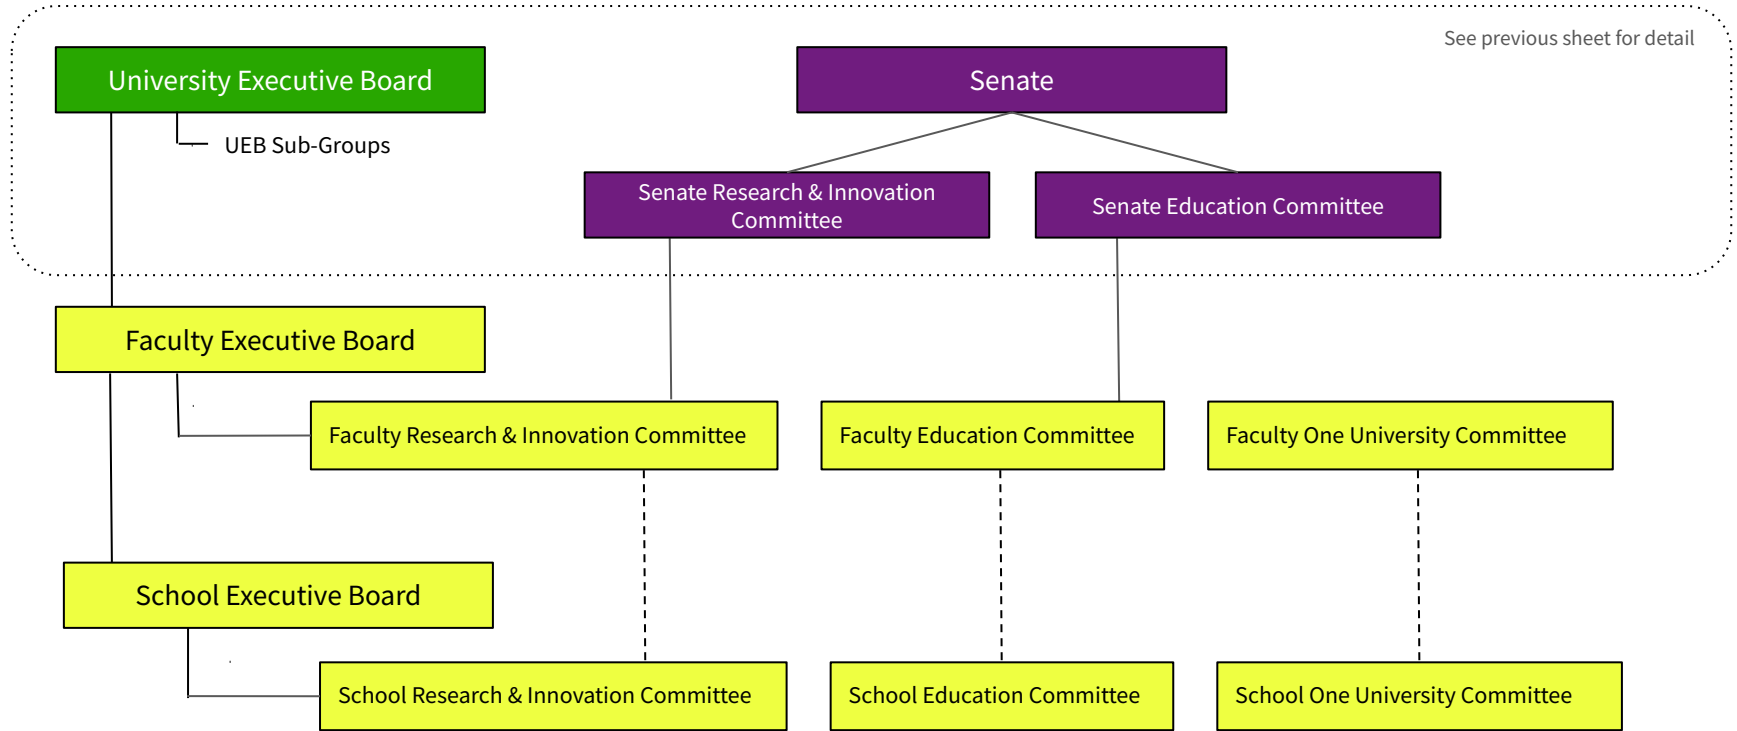 See previous sheet for detail
University Executive Board
Senate
UEB Sub-Groups
Senate Research & Innovation
Committee
Senate Education Committee
Faculty Executive Board
Faculty Research & Innovation Committee
Faculty Education Committee
Faculty One University Committee
School Executive Board
School Research & Innovation Committee
School Education Committee
School One University Committee